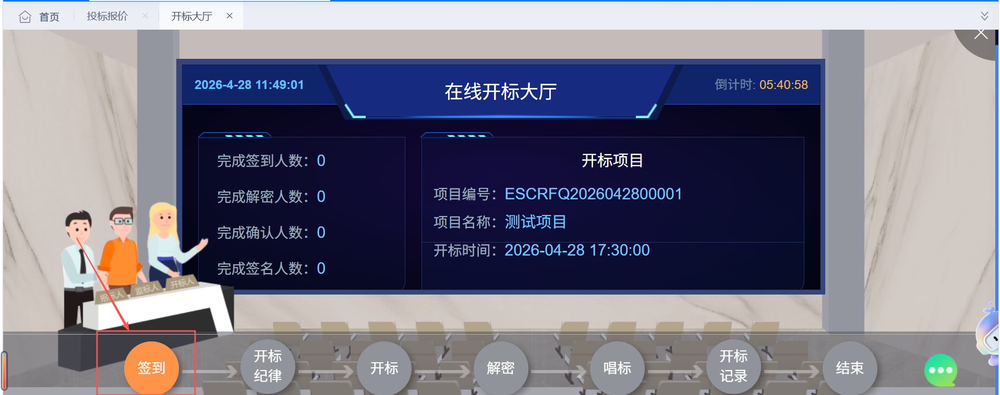 首页
投标报价
开标大厅
2026-4-28 11:49:01
在线开标大厅
倒计时: 05:40:58
完成签到人数：0
完成解密人数：0
完成确认人数：0
完成签名人数：0
开标项目
项目编号：ESCRFQ2026042800001
项目名称：测试项目
开标时间：2026-04-28 17:30:00
招标人
监标人
开标人
签到
开标
纪律
开标
解密
唱标
开标
记录
结束